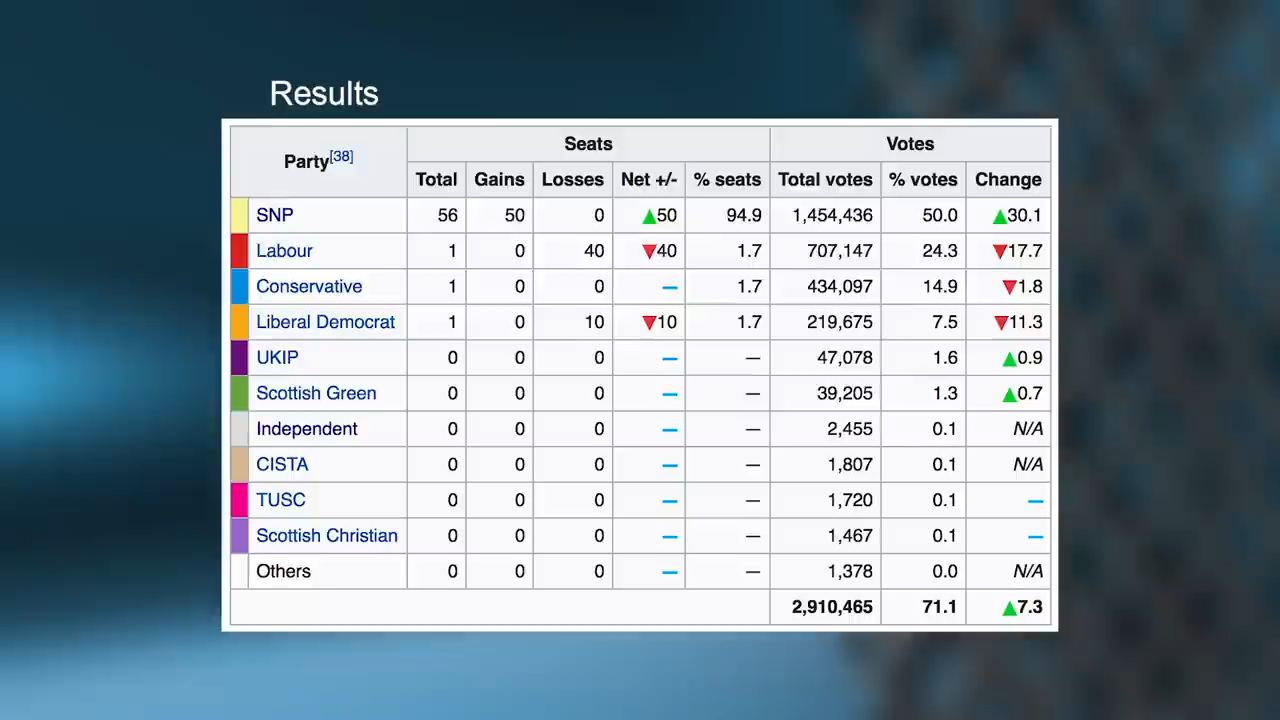 Results
Party[38] Seats Votes
Total Gains Losses Net +/- % seats Total votes % votes Change
SNP 56 50 0 ▲50 94.9 1,454,436 50.0 ▲30.1
Labour 1 0 40 ▼40 1.7 707,147 24.3 ▼17.7
Conservative 1 0 0 – 1.7 434,097 14.9 ▼1.8
Liberal Democrat 1 0 10 ▼10 1.7 219,675 7.5 ▼11.3
UKIP 0 0 0 – — 47,078 1.6 ▲0.9
Scottish Green 0 0 0 – — 39,205 1.3 ▲0.7
Independent 0 0 0 – — 2,455 0.1 N/A
CISTA 0 0 0 – — 1,807 0.1 N/A
TUSC 0 0 0 – — 1,720 0.1 –
Scottish Christian 0 0 0 – — 1,467 0.1 –
Others 0 0 0 – — 1,378 0.0 N/A
2,910,465 71.1 ▲7.3